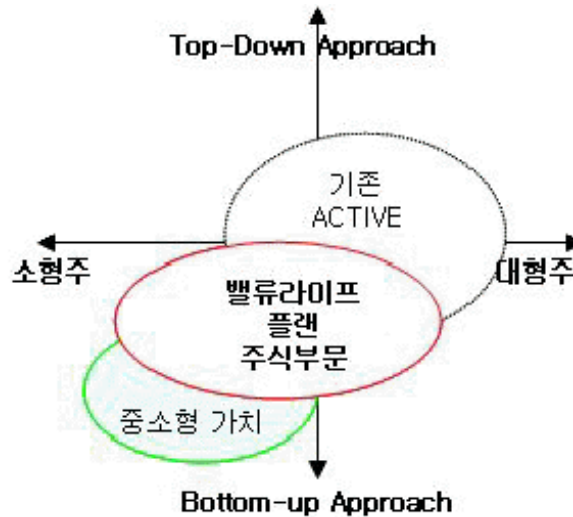 Top-Down Approach
기존
ACTIVE
소형주
대형주
밸류라이프
플랜
주식부문
중소형 가치
Bottom-up Approach